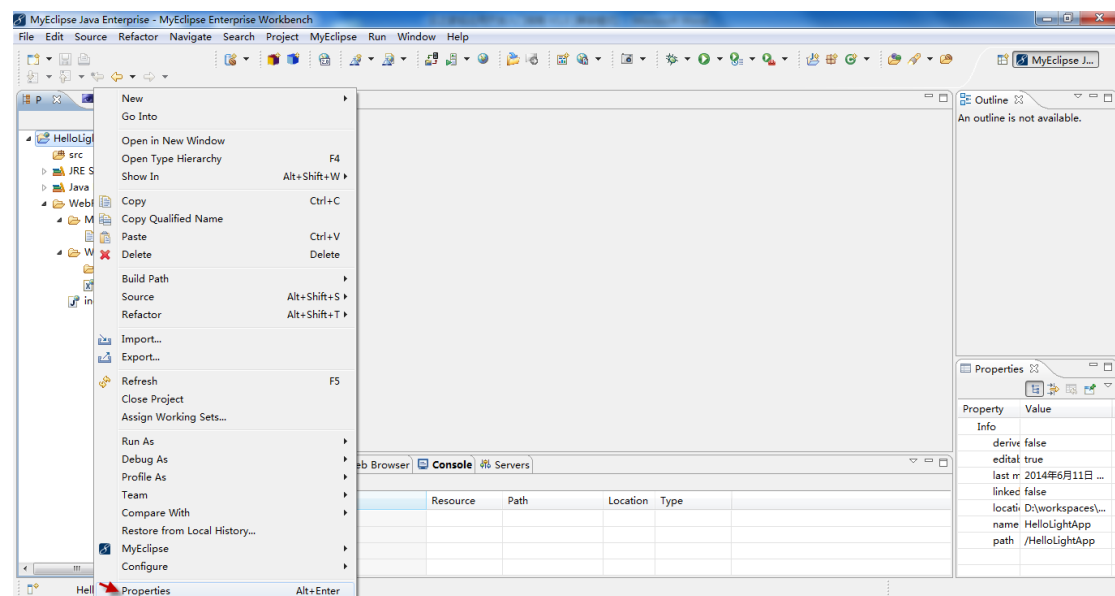 MyEclipse Java Enterprise - MyEclipse Enterprise Workbench
File Edit Source Refactor Navigate Search Project MyEclipse Run Window Help
MyEclipse J...
P
New
Go Into
Open in New Window
Open Type Hierarchy F4
Show In Alt+Shift+W
Copy Ctrl+C
Copy Qualified Name
Paste Ctrl+V
Delete Delete
Build Path
Source Alt+Shift+S
Refactor Alt+Shift+T
Import...
Export...
Refresh F5
Close Project
Assign Working Sets...
Run As
Debug As
Profile As
Team
Compare With
Restore from Local History...
MyEclipse
Configure
Properties Alt+Enter
HelloLigh
src
JRE S
Java
WebR
M
W
in
Hell
eb Browser Console Servers
Resource Path Location Type
Outline
An outline is not available.
Properties
Property Value
Info
derive false
editab true
last m 2014年6月11日 ...
linked false
locatio D:\workspaces\...
name HelloLightApp
path /HelloLightApp